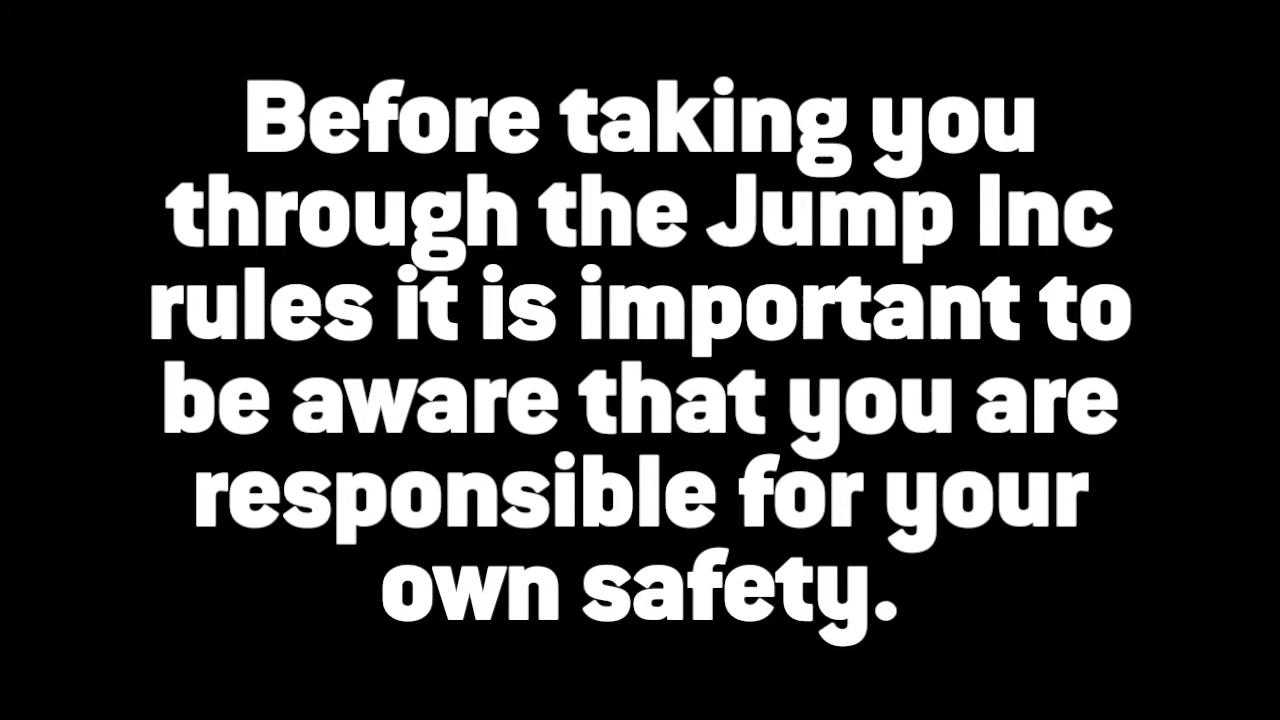 Before taking you
through the Jump Inc
rules it is important to
be aware that you are
responsible for your
own safety.